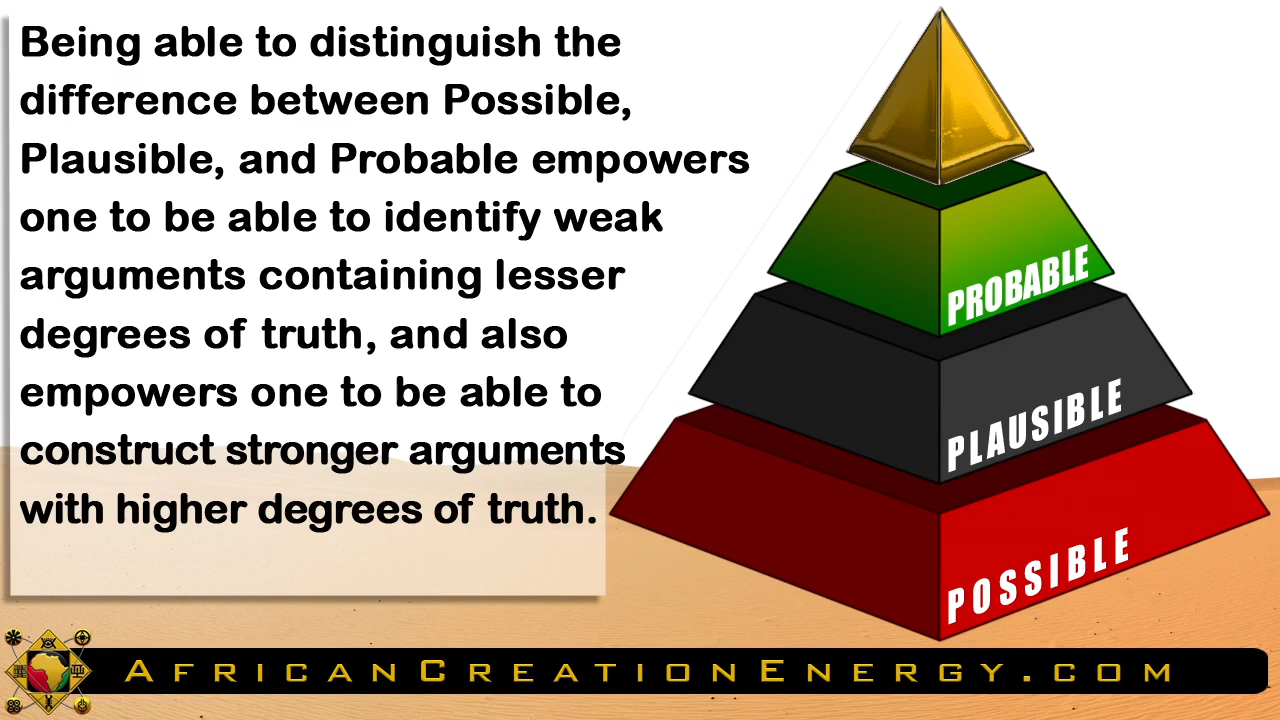 Being able to distinguish the
difference between Possible,
Plausible, and Probable empowers
one to be able to identify weak
arguments containing lesser
degrees of truth, and also
empowers one to be able to
construct stronger arguments
with higher degrees of truth.
PROBABLE
PLAUSIBLE
POSSIBLE
AFRICANCREATIONENERGY.COM